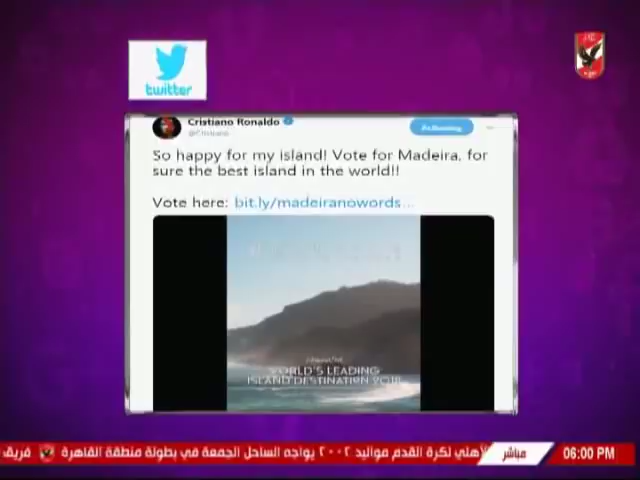 twitter
Cristiano Ronaldo
@Cristiano
Following
So happy for my island! Vote for Madeira, for
sure the best island in the world!!
Vote here: bit.ly/madeiranowords...
WORLD'S LEADING
ISLAND DESTINATION 2018
06:00 PM
مباشر
الأهلي لكرة القدم مواليد ٢٠٠٢ يواجه الساحل الجمعة في بطولة منطقة القاهرة
فريق